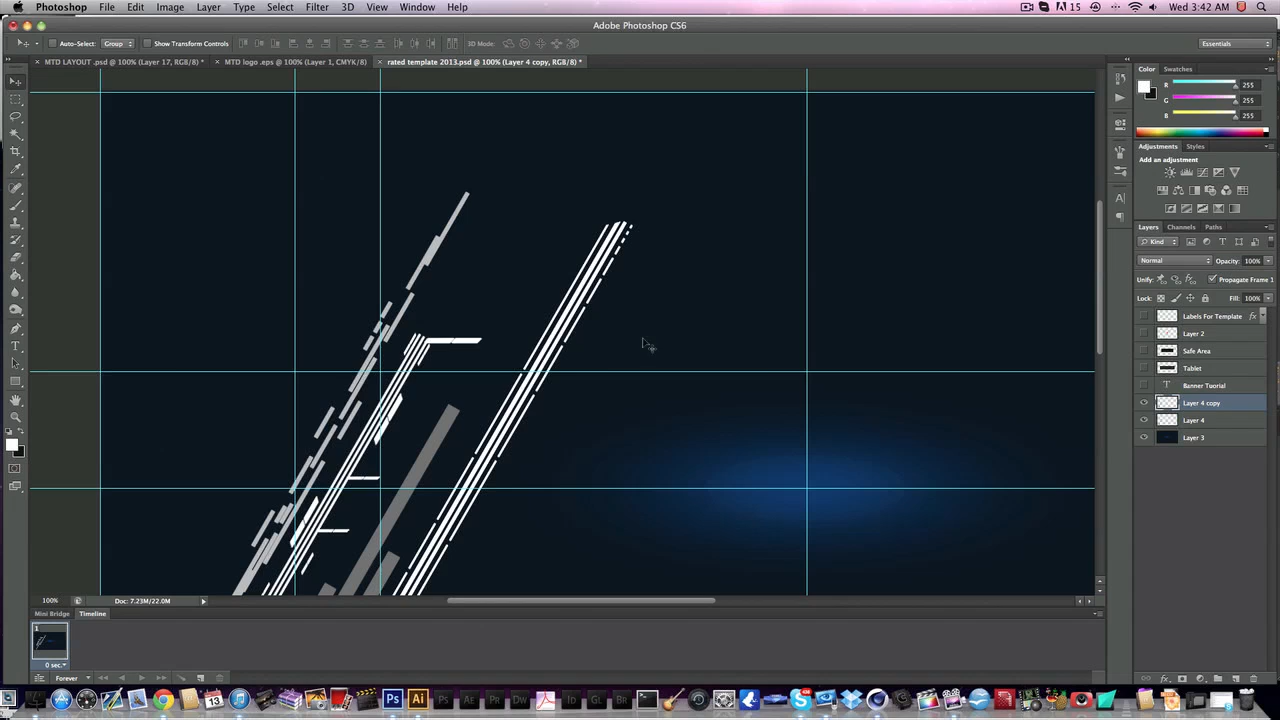 Photoshop File Edit Image Layer Type Select Filter 3D View Window Help
15 Wed 3:42 AM
Adobe Photoshop CS6
Auto-Select: Group Show Transform Controls 3D Mode: Essentials
MTD LAYOUT .psd @ 100% (Layer 17, RGB/8) * MTD logo .eps @ 100% (Layer 1, CMYK/8) rated template 2013.psd @ 100% (Layer 4 copy, RGB/8) *
Color Swatches
R 255
G 255
B 255
Adjustments Styles
Add an adjustment
Layers Channels Paths
Kind
Normal Opacity: 100%
Unify: Propagate Frame 1
Lock: Fill: 100%
Labels For Template fx
Layer 2
Safe Area
Tablet
Banner Tuorial
Layer 4 copy
Layer 4
Layer 3
100% Doc: 7.23M/22.0M
Mini Bridge Timeline
1
0 sec.
Forever